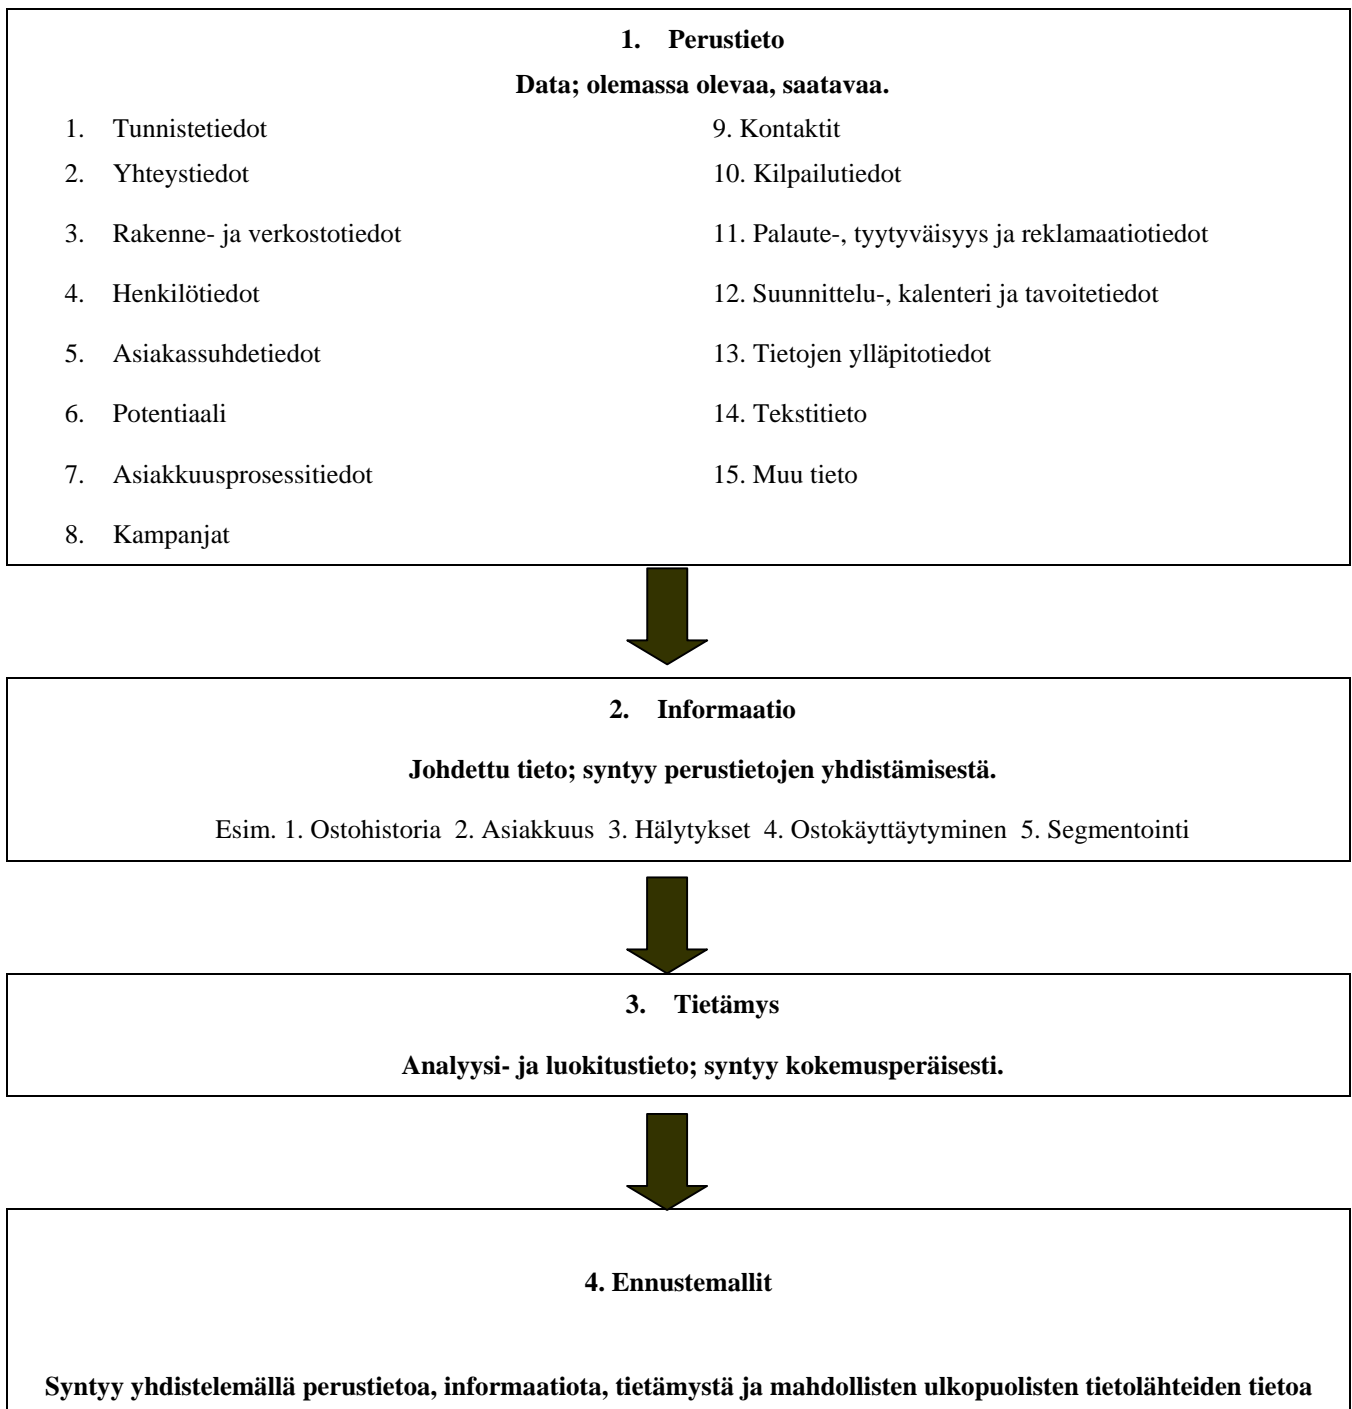 1. Perustieto
Data; olemassa olevaa, saatavaa.
1. Tunnistetiedot
2. Yhteystiedot
3. Rakenne- ja verkostotiedot
4. Henkilötiedot
5. Asiakassuhdetiedot
6. Potentiaali
7. Asiakkuusprosessitiedot
8. Kampanjat
9. Kontaktit
10. Kilpailutiedot
11. Palaute-, tyytyväisyys ja reklamaatiotiedot
12. Suunnittelu-, kalenteri ja tavoitetiedot
13. Tietojen ylläpitotiedot
14. Tekstitieto
15. Muu tieto
2. Informaatio
Johdettu tieto; syntyy perustietojen yhdistämisestä.
Esim. 1. Ostohistoria 2. Asiakkuus 3. Hälytykset 4. Ostokäyttäytyminen 5. Segmentointi
3. Tietämys
Analyysi- ja luokitustieto; syntyy kokemusperäisesti.
4. Ennustemallit
Syntyy yhdistelemällä perustietoa, informaatiota, tietämystä ja mahdollisten ulkopuolisten tietolähteiden tietoa